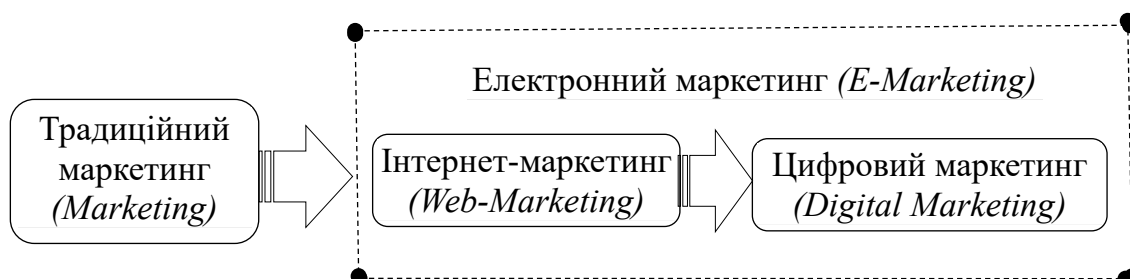 Електронний маркетинг (E-Marketing)
Традиційний
маркетинг
(Marketing)
Інтернет-маркетинг
(Web-Marketing)
Цифровий маркетинг
(Digital Marketing)